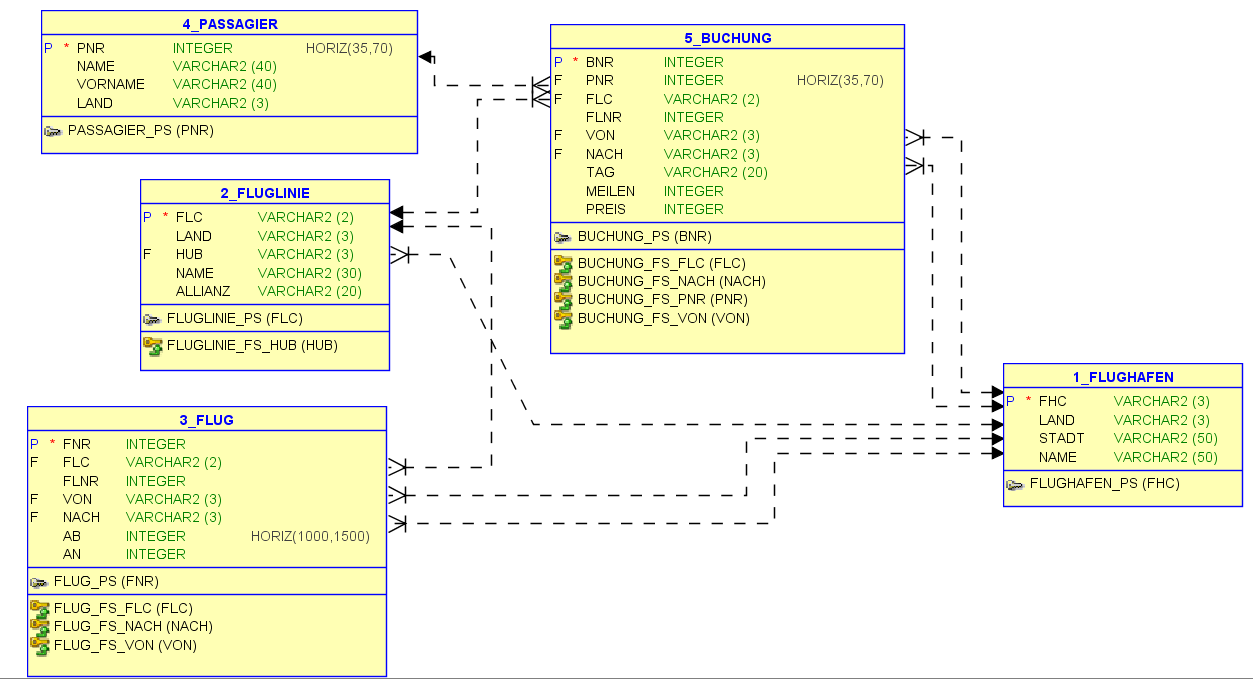 4_PASSAGIER
P * PNR INTEGER HORIZ(35,70)
NAME VARCHAR2 (40)
VORNAME VARCHAR2 (40)
LAND VARCHAR2 (3)
PASSAGIER_PS (PNR)
5_BUCHUNG
P * BNR INTEGER
F PNR INTEGER HORIZ(35,70)
F FLC VARCHAR2 (2)
FLNR INTEGER
F VON VARCHAR2 (3)
F NACH VARCHAR2 (3)
TAG VARCHAR2 (20)
MEILEN INTEGER
PREIS INTEGER
BUCHUNG_PS (BNR)
BUCHUNG_FS_FLC (FLC)
BUCHUNG_FS_NACH (NACH)
BUCHUNG_FS_PNR (PNR)
BUCHUNG_FS_VON (VON)
2_FLUGLINIE
P * FLC VARCHAR2 (2)
LAND VARCHAR2 (3)
F HUB VARCHAR2 (3)
NAME VARCHAR2 (30)
ALLIANZ VARCHAR2 (20)
FLUGLINIE_PS (FLC)
FLUGLINIE_FS_HUB (HUB)
1_FLUGHAFEN
P * FHC VARCHAR2 (3)
LAND VARCHAR2 (3)
STADT VARCHAR2 (50)
NAME VARCHAR2 (50)
FLUGHAFEN_PS (FHC)
3_FLUG
P * FNR INTEGER
F FLC VARCHAR2 (2)
FLNR INTEGER
F VON VARCHAR2 (3)
F NACH VARCHAR2 (3)
AB INTEGER HORIZ(1000,1500)
AN INTEGER
FLUG_PS (FNR)
FLUG_FS_FLC (FLC)
FLUG_FS_NACH (NACH)
FLUG_FS_VON (VON)